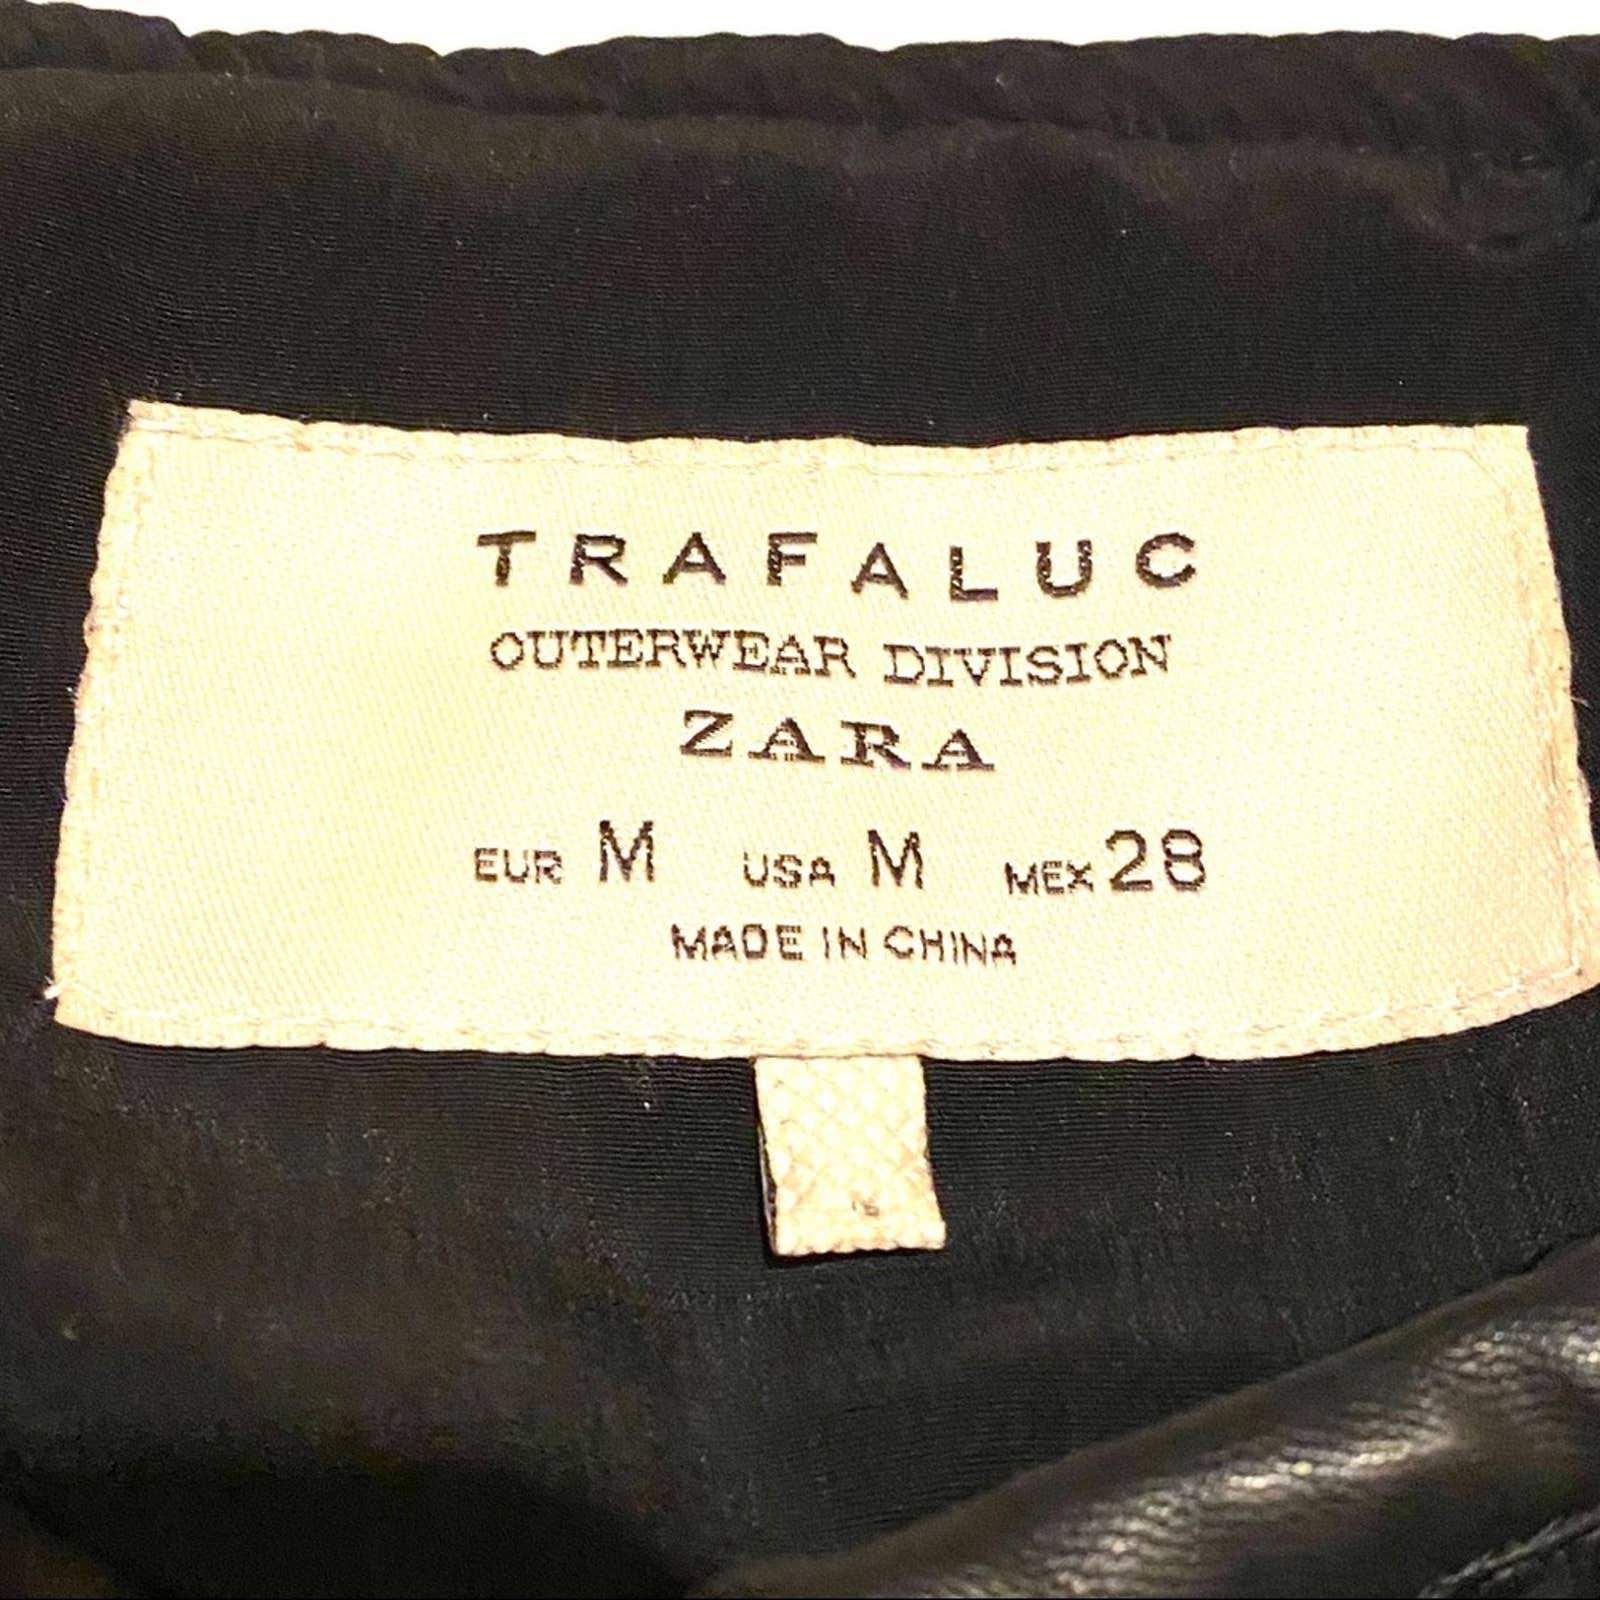 TRAFALUC
OUTERWEAR DIVISION
ZARA
EUR M USA M MEX 28
MADE IN CHINA